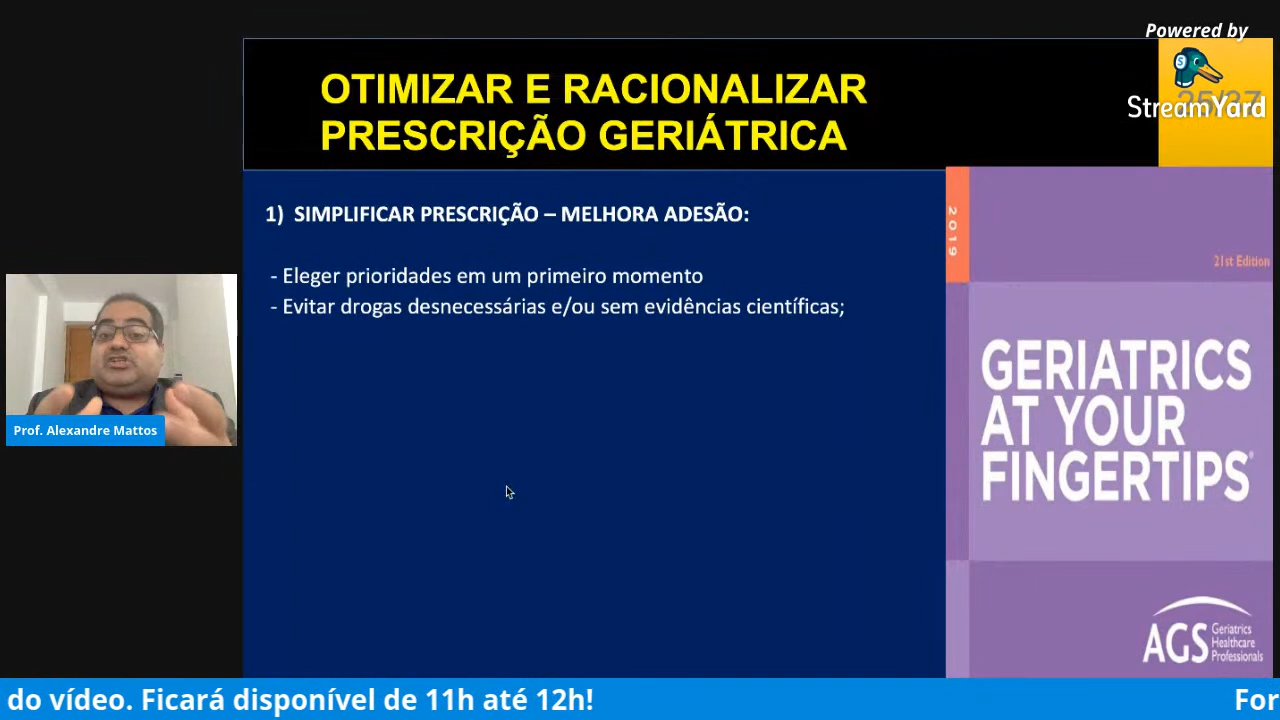 Powered by
StreamYard
OTIMIZAR E RACIONALIZAR
PRESCRIÇÃO GERIÁTRICA
1) SIMPLIFICAR PRESCRIÇÃO – MELHORA ADESÃO:
- Eleger prioridades em um primeiro momento
- Evitar drogas desnecessárias e/ou sem evidências científicas;
2019
21st Edition
GERIATRICS
AT YOUR
FINGERTIPS®
AGS
Geriatrics
Healthcare
Professionals
Prof. Alexandre Mattos
do vídeo. Ficará disponível de 11h até 12h!
For